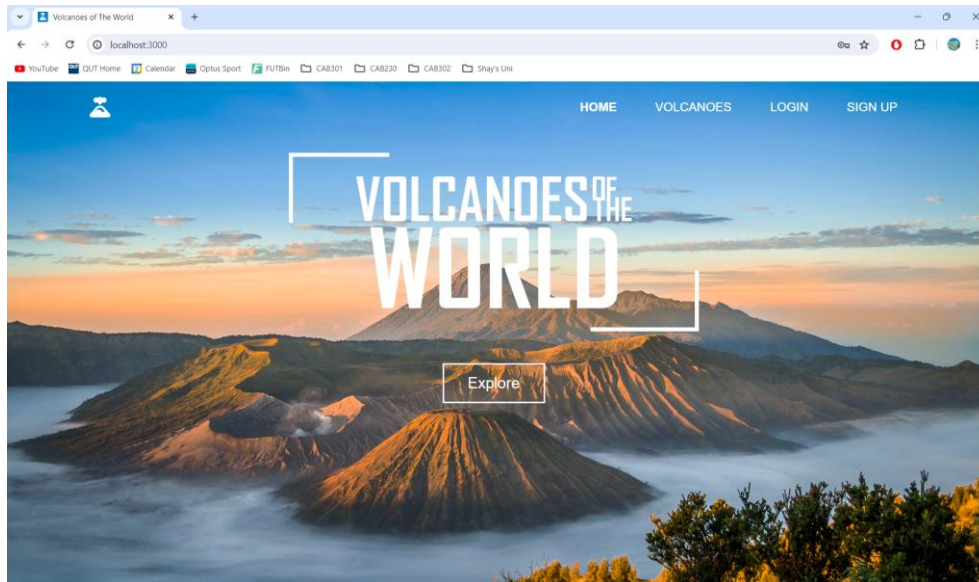 Volcanoes of The World
localhost:3000
YouTube QUT Home Calendar Optus Sport FUTBin CAB301 CAB230 CAB302 Shay's Uni
HOME VOLCANOES LOGIN SIGN UP
VOLCANOES OF THE
WORLD
Explore